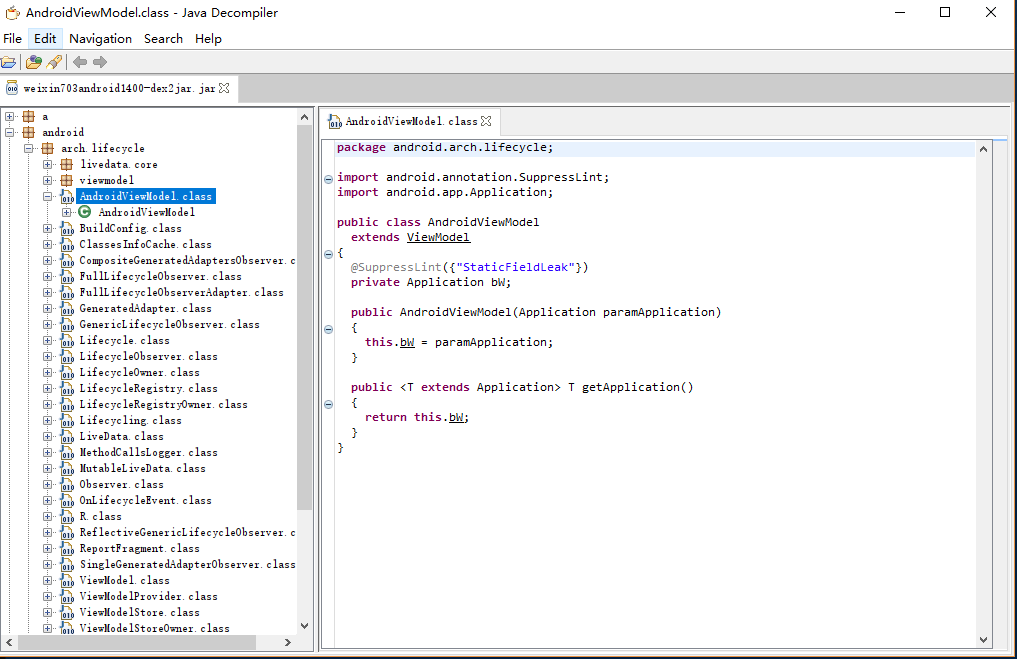 AndroidViewModel.class - Java Decompiler
File Edit Navigation Search Help
weixin703android1400-dex2jar.jar
a
android
arch.lifecycle
livedata.core
viewmodel
AndroidViewModel.class
AndroidViewModel
BuildConfig.class
ClassesInfoCache.class
CompositeGeneratedAdaptersObserver.c
FullLifecycleObserver.class
FullLifecycleObserverAdapter.class
GeneratedAdapter.class
GenericLifecycleObserver.class
Lifecycle.class
LifecycleObserver.class
LifecycleOwner.class
LifecycleRegistry.class
LifecycleRegistryOwner.class
Lifecycling.class
LiveData.class
MethodCallsLogger.class
MutableLiveData.class
Observer.class
OnLifecycleEvent.class
R.class
ReflectiveGenericLifecycleObserver.c
ReportFragment.class
SingleGeneratedAdapterObserver.class
ViewModel.class
ViewModelProvider.class
ViewModelStore.class
ViewModelStoreOwner.class
AndroidViewModel.class
package android.arch.lifecycle;
import android.annotation.SuppressLint;
import android.app.Application;
public class AndroidViewModel
extends ViewModel
{
@SuppressLint({"StaticFieldLeak"})
private Application bW;
public AndroidViewModel(Application paramApplication)
{
this.bW = paramApplication;
}
public <T extends Application> T getApplication()
{
return this.bW;
}
}